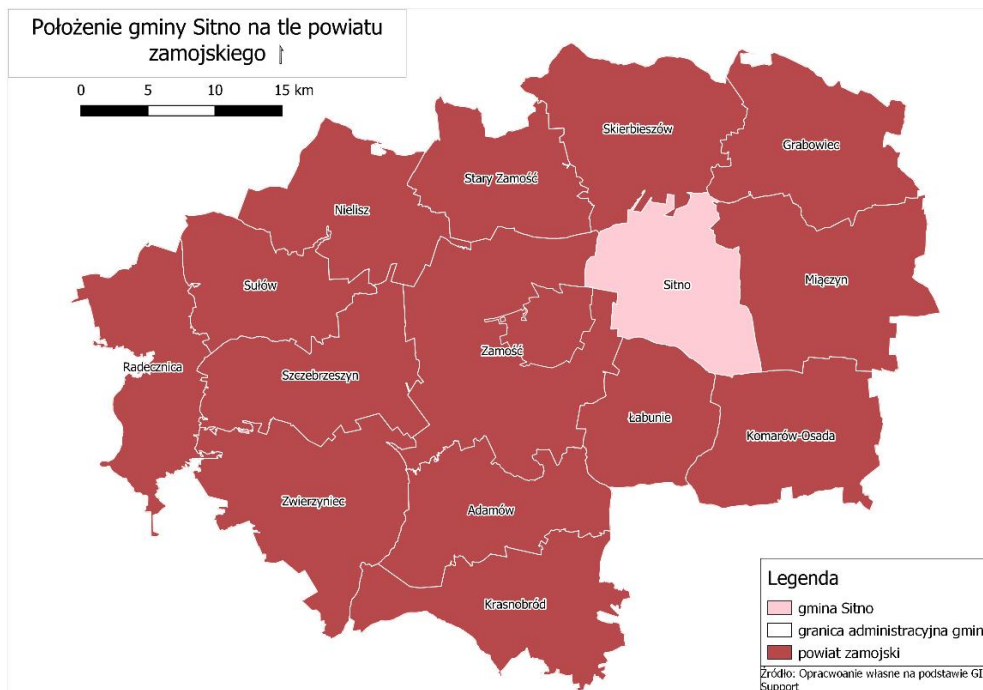 Położenie gminy Sitno na tle powiatu
zamojskiego
0 5 10 15 km
Skierbieszów
Grabowiec
Stary Zamość
Nielisz
Sułów
Sitno
Miączyn
Zamość
Radecznica
Szczebrzeszyn
Łabunie
Komarów-Osada
Zwierzyniec
Adamów
Krasnobród
Legenda
gmina Sitno
granica administracyjna gmin
powiat zamojski
Źródło: Opracwoanie własne na podstawie GI
Support